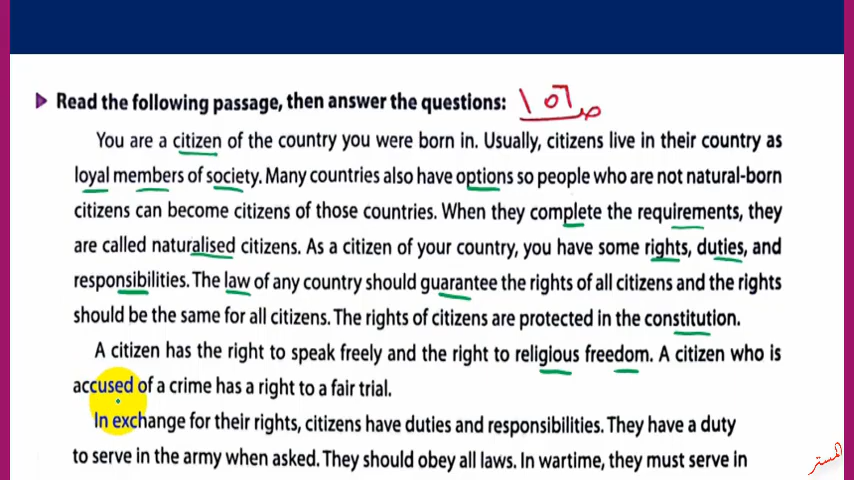 Read the following passage, then answer the questions: ص ١٥٦
You are a citizen of the country you were born in. Usually, citizens live in their country as
loyal members of society. Many countries also have options so people who are not natural-born
citizens can become citizens of those countries. When they complete the requirements, they
are called naturalised citizens. As a citizen of your country, you have some rights, duties, and
responsibilities. The law of any country should guarantee the rights of all citizens and the rights
should be the same for all citizens. The rights of citizens are protected in the constitution.
A citizen has the right to speak freely and the right to religious freedom. A citizen who is
accused of a crime has a right to a fair trial.
In exchange for their rights, citizens have duties and responsibilities. They have a duty
to serve in the army when asked. They should obey all laws. In wartime, they must serve in
المستر